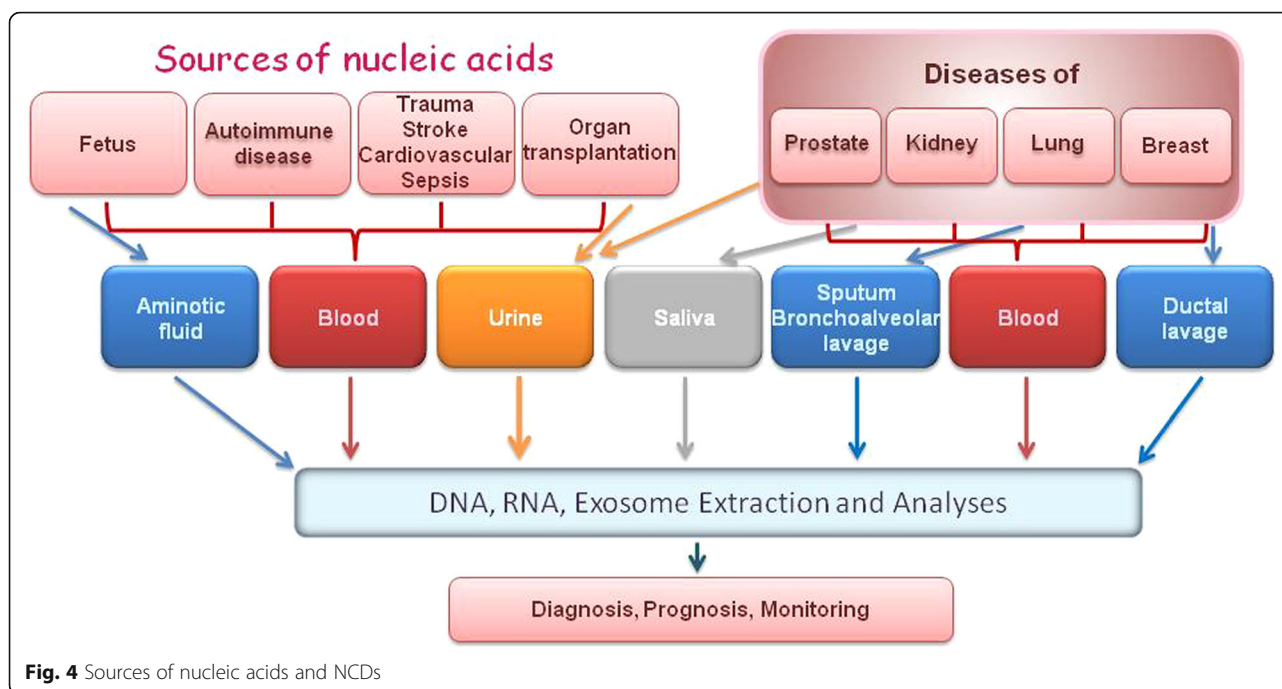 Sources of nucleic acids
Diseases of
Fetus
Autoimmune
disease
Trauma
Stroke
Cardiovascular
Sepsis
Organ
transplantation
Prostate
Kidney
Lung
Breast
Aminotic
fluid
Blood
Urine
Saliva
Sputum
Bronchoalveolar
lavage
Blood
Ductal
lavage
DNA, RNA, Exosome Extraction and Analyses
Diagnosis, Prognosis, Monitoring
Fig. 4 Sources of nucleic acids and NCDs